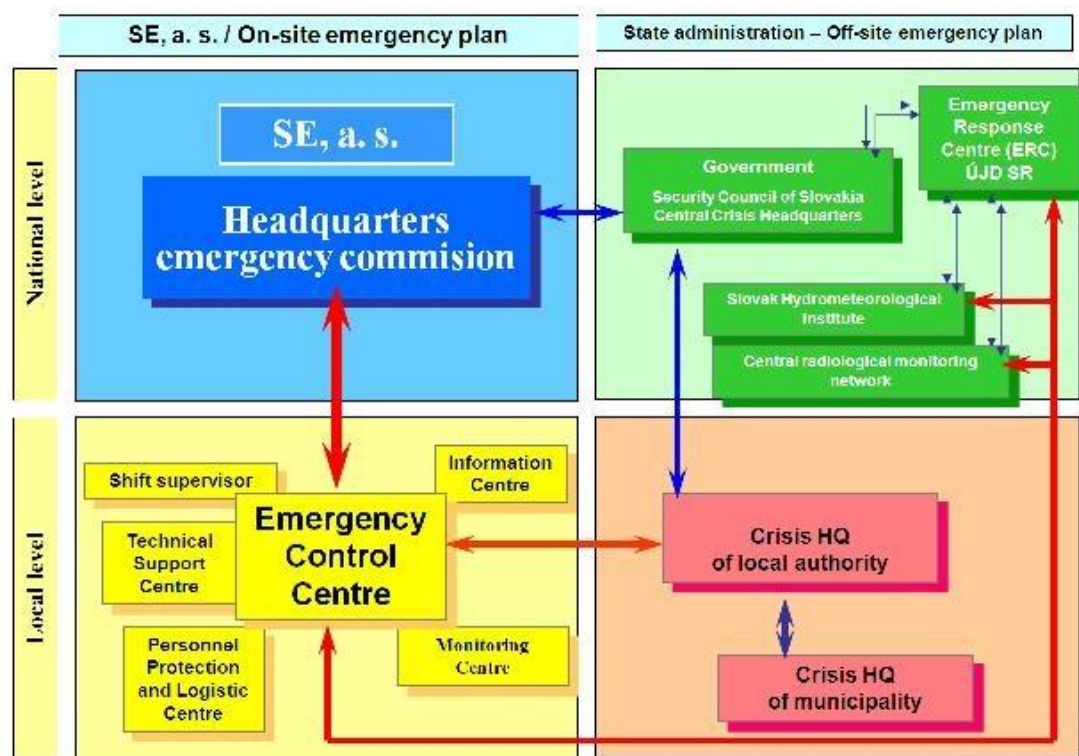 SE, a. s. / On-site emergency plan
State administration – Off-site emergency plan
National level
SE, a. s.
Headquarters
emergency commision
Government
Security Council of Slovakia
Central Crisis Headquarters
Emergency
Response
Centre (ERC)
ÚJD SR
Slovak Hydrometeorological
Institute
Central radiological monitoring
network
Local level
Shift supervisor
Information
Centre
Technical
Support
Centre
Emergency
Control
Centre
Personnel
Protection
and Logistic
Centre
Monitoring
Centre
Crisis HQ
of local authority
Crisis HQ
of municipality